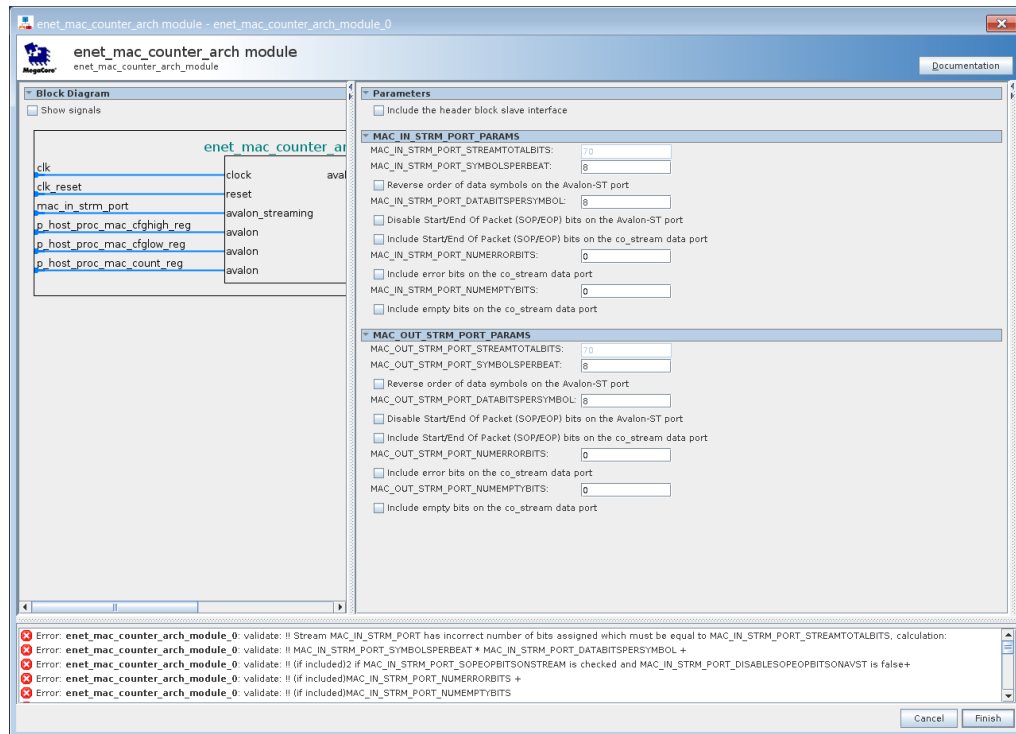 enet_mac_counter_arch module - enet_mac_counter_arch_module_0
enet_mac_counter_arch module
enet_mac_counter_arch_module
MegaCore'
Documentation
Block Diagram
Show signals
enet_mac_counter_ar
clk
clock
aval
clk_reset
reset
mac_in_strm_port
avalon_streaming
p_host_proc_mac_cfghigh_reg
avalon
p_host_proc_mac_cfglow_reg
avalon
p_host_proc_mac_count_reg
avalon
Parameters
Include the header block slave interface
MAC_IN_STRM_PORT_PARAMS
MAC_IN_STRM_PORT_STREAMTOTALBITS: 70
MAC_IN_STRM_PORT_SYMBOLSPERBEAT: 8
Reverse order of data symbols on the Avalon-ST port
MAC_IN_STRM_PORT_DATABITSPERSYMBOL: 8
Disable Start/End Of Packet (SOP/EOP) bits on the Avalon-ST port
Include Start/End Of Packet (SOP/EOP) bits on the co_stream data port
MAC_IN_STRM_PORT_NUMERRORBITS: 0
Include error bits on the co_stream data port
MAC_IN_STRM_PORT_NUMEMPTYBITS: 0
Include empty bits on the co_stream data port
MAC_OUT_STRM_PORT_PARAMS
MAC_OUT_STRM_PORT_STREAMTOTALBITS: 70
MAC_OUT_STRM_PORT_SYMBOLSPERBEAT: 8
Reverse order of data symbols on the Avalon-ST port
MAC_OUT_STRM_PORT_DATABITSPERSYMBOL: 8
Disable Start/End Of Packet (SOP/EOP) bits on the Avalon-ST port
Include Start/End Of Packet (SOP/EOP) bits on the co_stream data port
MAC_OUT_STRM_PORT_NUMERRORBITS: 0
Include error bits on the co_stream data port
MAC_OUT_STRM_PORT_NUMEMPTYBITS: 0
Include empty bits on the co_stream data port
Error: enet_mac_counter_arch_module_0: validate: !! Stream MAC_IN_STRM_PORT has incorrect number of bits assigned which must be equal to MAC_IN_STRM_PORT_STREAMTOTALBITS, calculation:
Error: enet_mac_counter_arch_module_0: validate: !! MAC_IN_STRM_PORT_SYMBOLSPERBEAT * MAC_IN_STRM_PORT_DATABITSPERSYMBOL +
Error: enet_mac_counter_arch_module_0: validate: !! (if included)2 if MAC_IN_STRM_PORT_SOPEOPBITSONSTREAM is checked and MAC_IN_STRM_PORT_DISABLESOPEOPBITSONAVST is false+
Error: enet_mac_counter_arch_module_0: validate: !! (if included)MAC_IN_STRM_PORT_NUMERRORBITS +
Error: enet_mac_counter_arch_module_0: validate: !! (if included)MAC_IN_STRM_PORT_NUMEMPTYBITS
Cancel
Finish